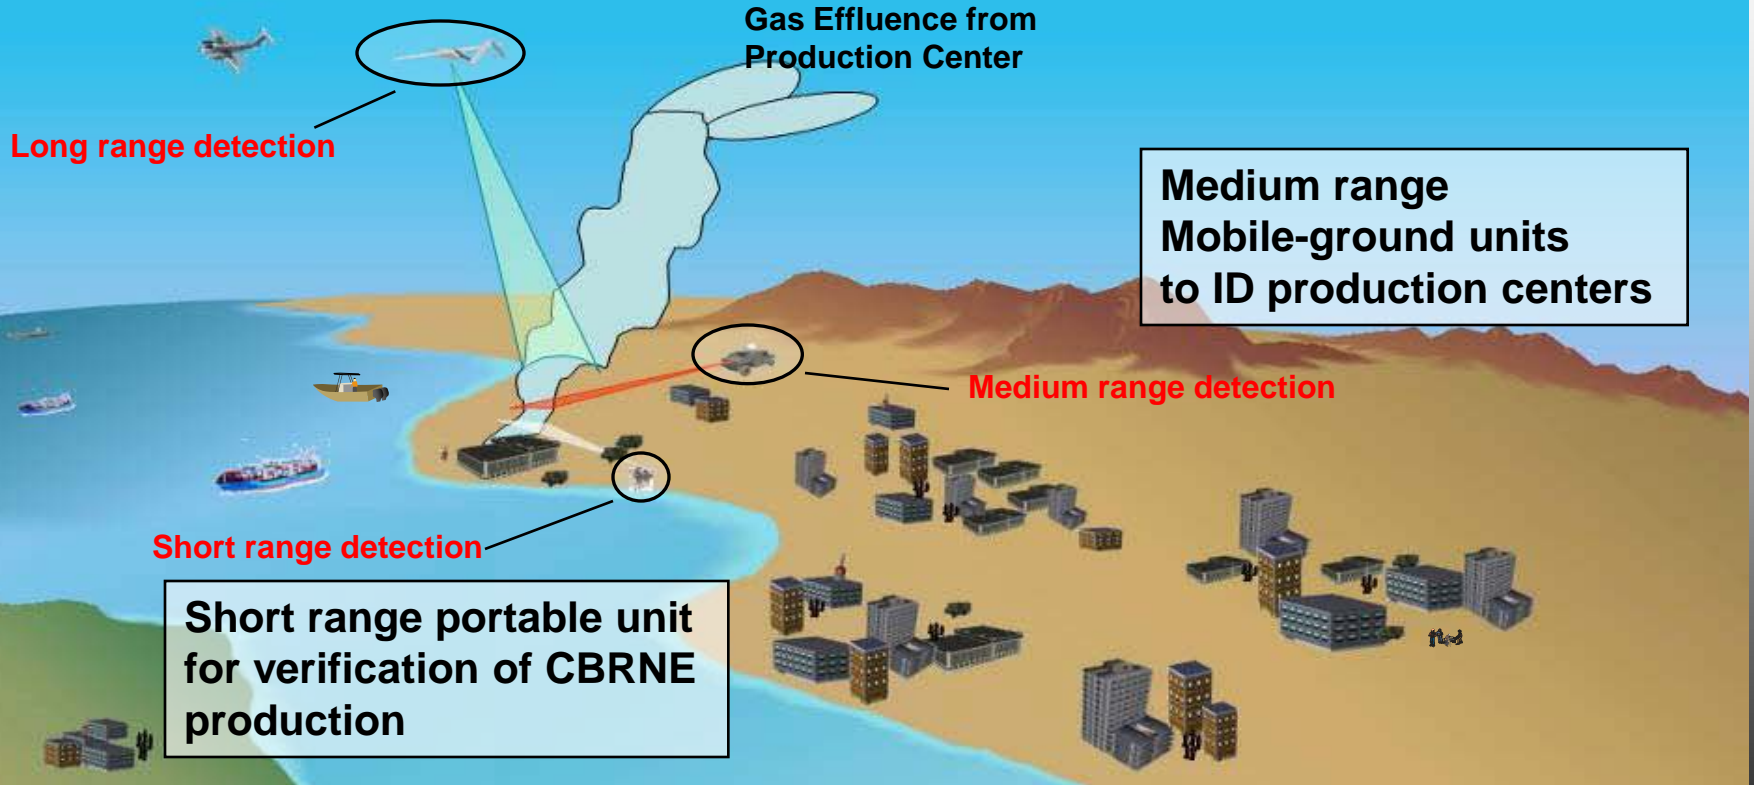 Gas Effluence from
Production Center
Long range detection
Medium range
Mobile-ground units
to ID production centers
Medium range detection
Short range detection
Short range portable unit
for verification of CBRNE
production